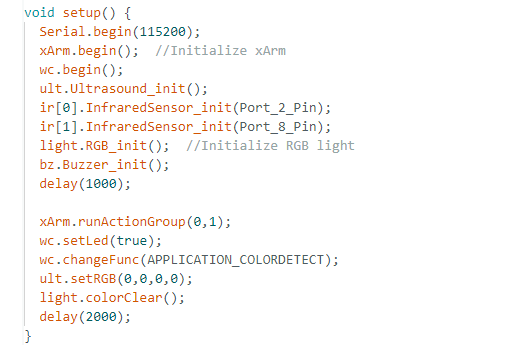 void setup() {
  Serial.begin(115200);
  xArm.begin();  //Initialize xArm
  wc.begin();
  ult.Ultrasound_init();
  ir[0].InfraredSensor_init(Port_2_Pin);
  ir[1].InfraredSensor_init(Port_8_Pin);
  light.RGB_init();  //Initialize RGB light
  bz.Buzzer_init();
  delay(1000);

  xArm.runActionGroup(0,1);
  wc.setLed(true);
  wc.changeFunc(APPLICATION_COLORDETECT);
  ult.setRGB(0,0,0,0);
  light.colorClear();
  delay(2000);
}